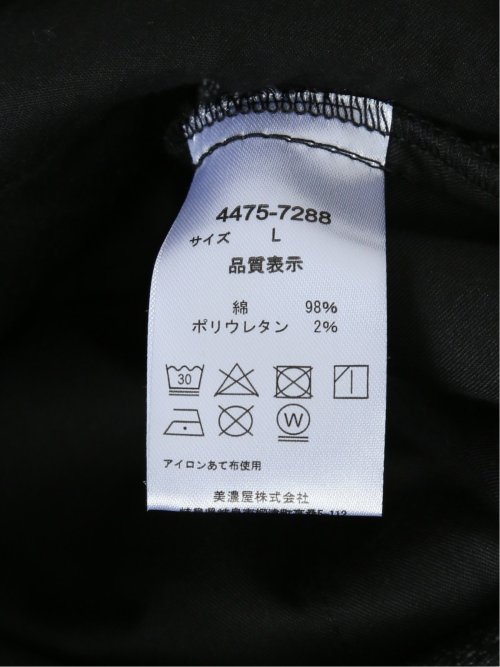 4475-7288
サイズ L
品質表示
綿 98%
ポリウレタン 2%
30
W
アイロンあて布使用
美濃屋株式会社